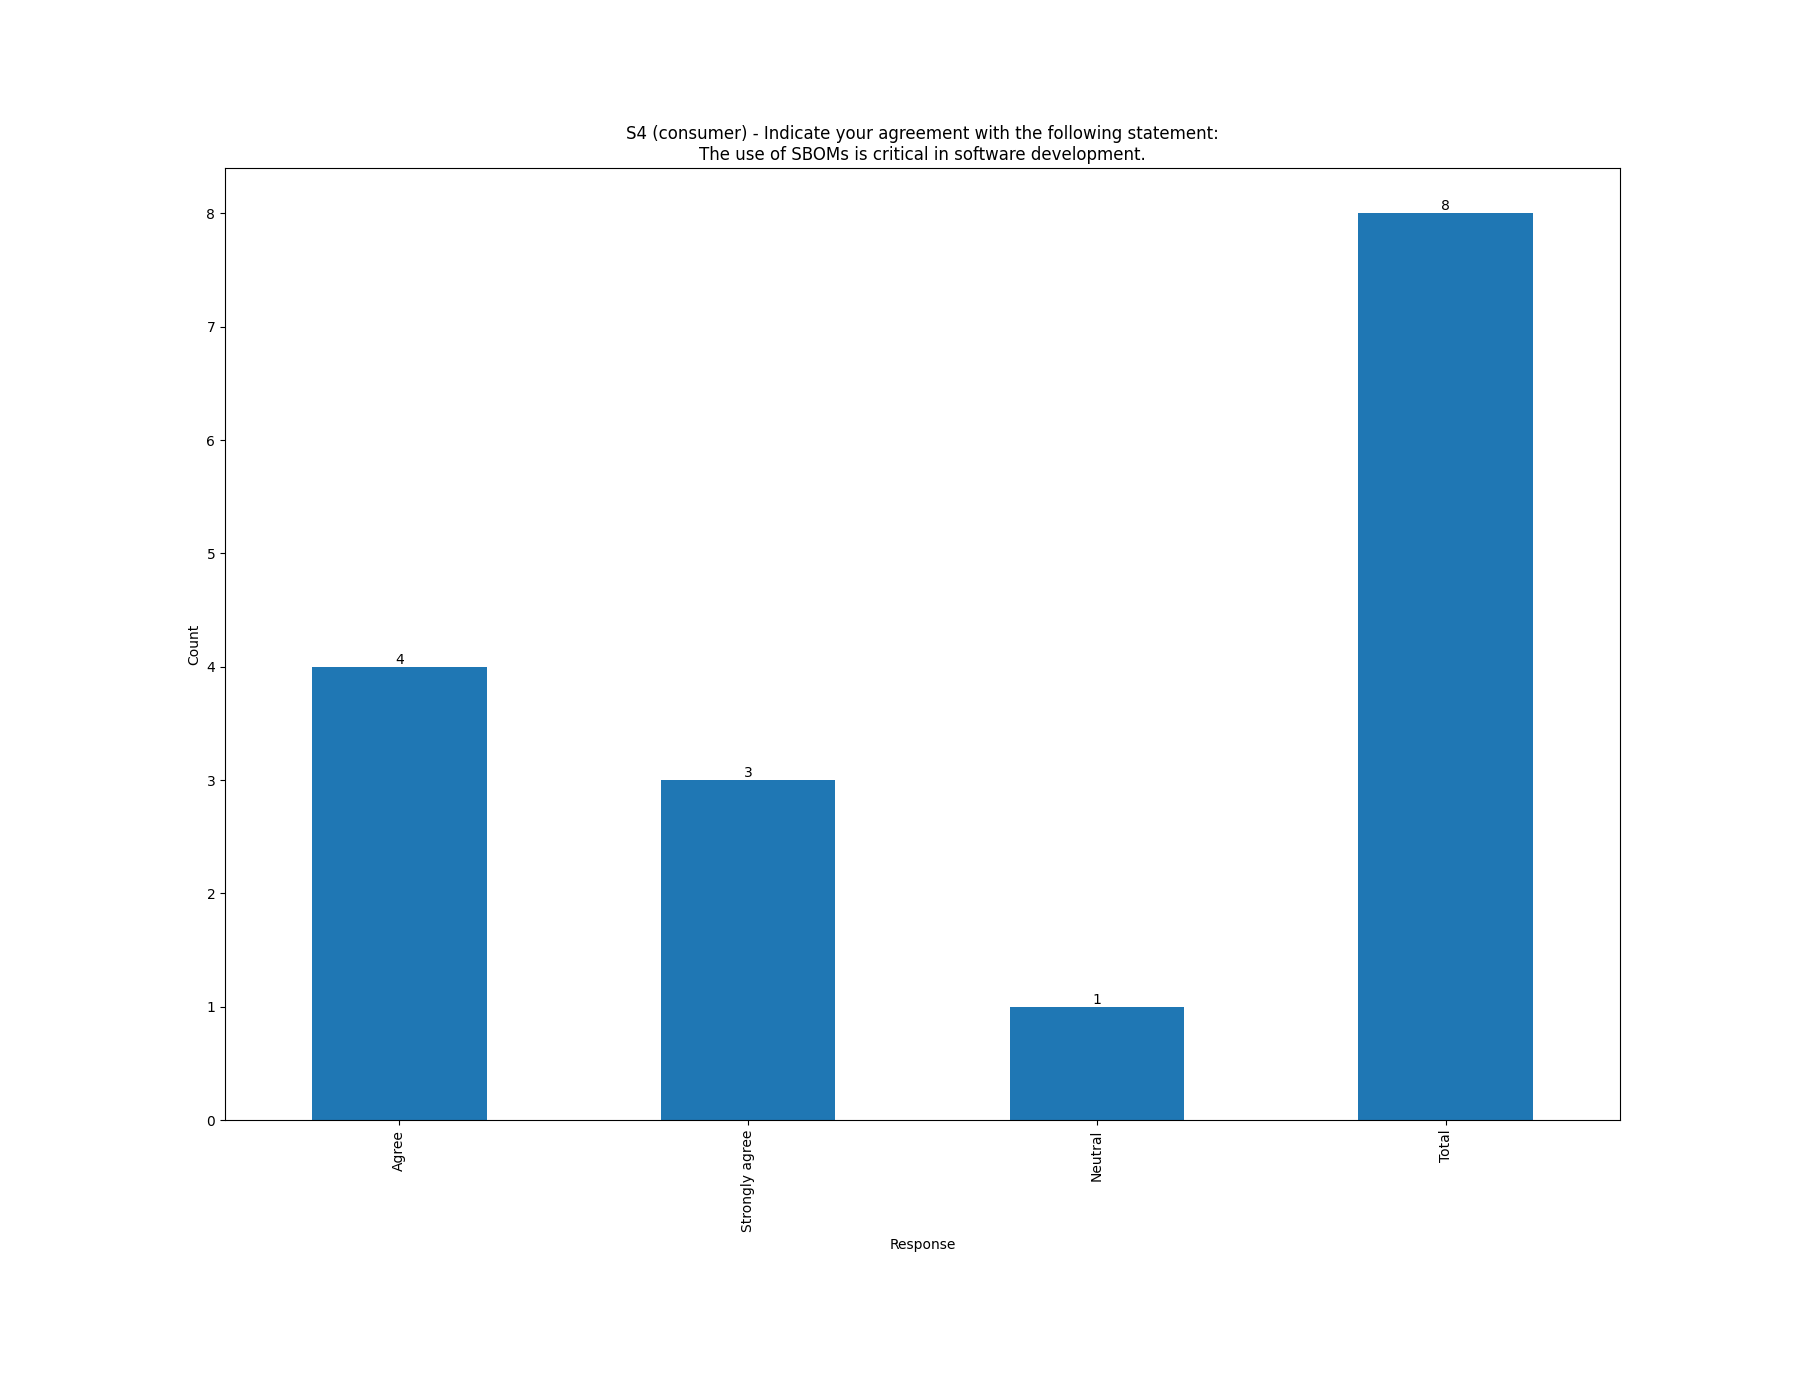 S4 (consumer) - Indicate your agreement with the following statement:
The use of SBOMs is critical in software development.
8
7
6
5
4
3
2
1
0
Count
4
3
1
8
Agree
Strongly agree
Neutral
Total
Response